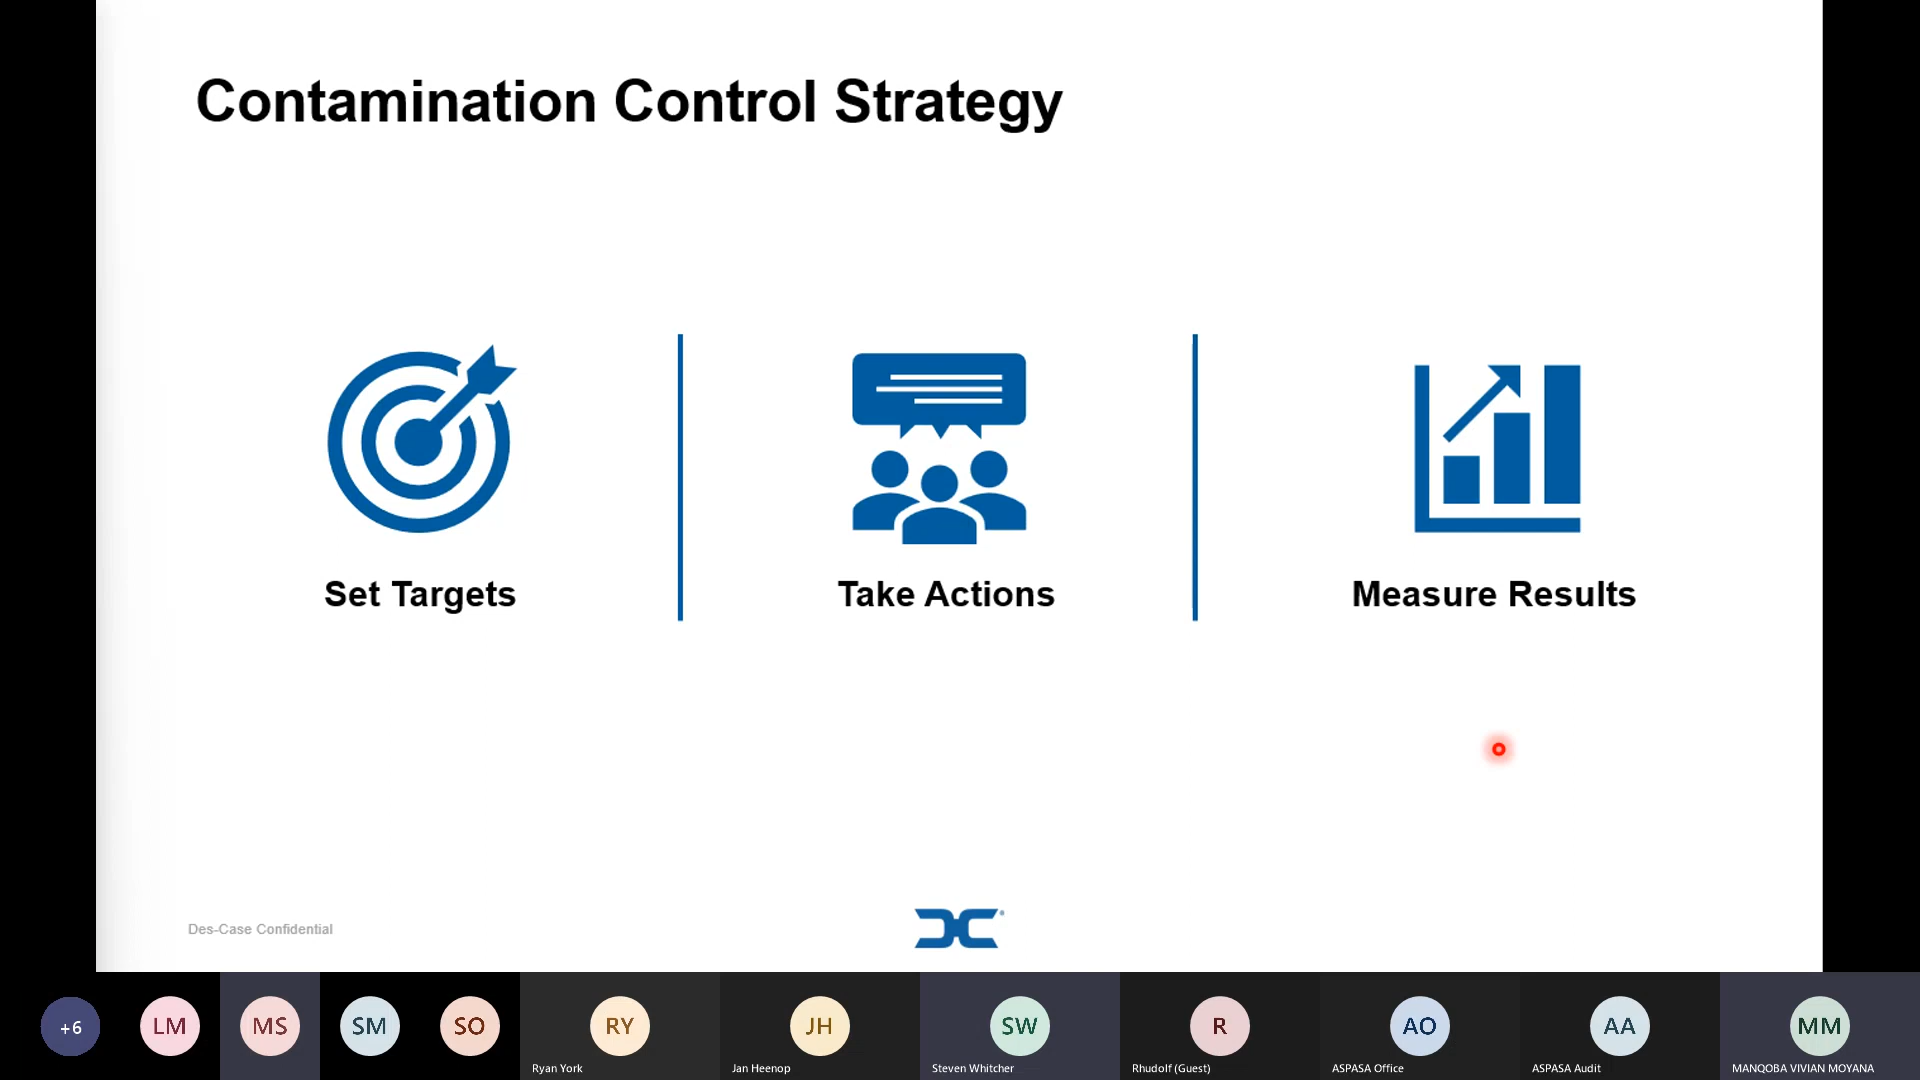 Contamination Control Strategy
Set Targets
Take Actions
Measure Results
Des-Case Confidential
+6
LM
MS
SM
SO
RY
JH
SW
R
AO
AA
MM
Ryan York
Jan Heenop
Steven Whitcher
Rhudolf (Guest)
ASPASA Office
ASPASA Audit
MANQOBA VIVIAN MOYANA